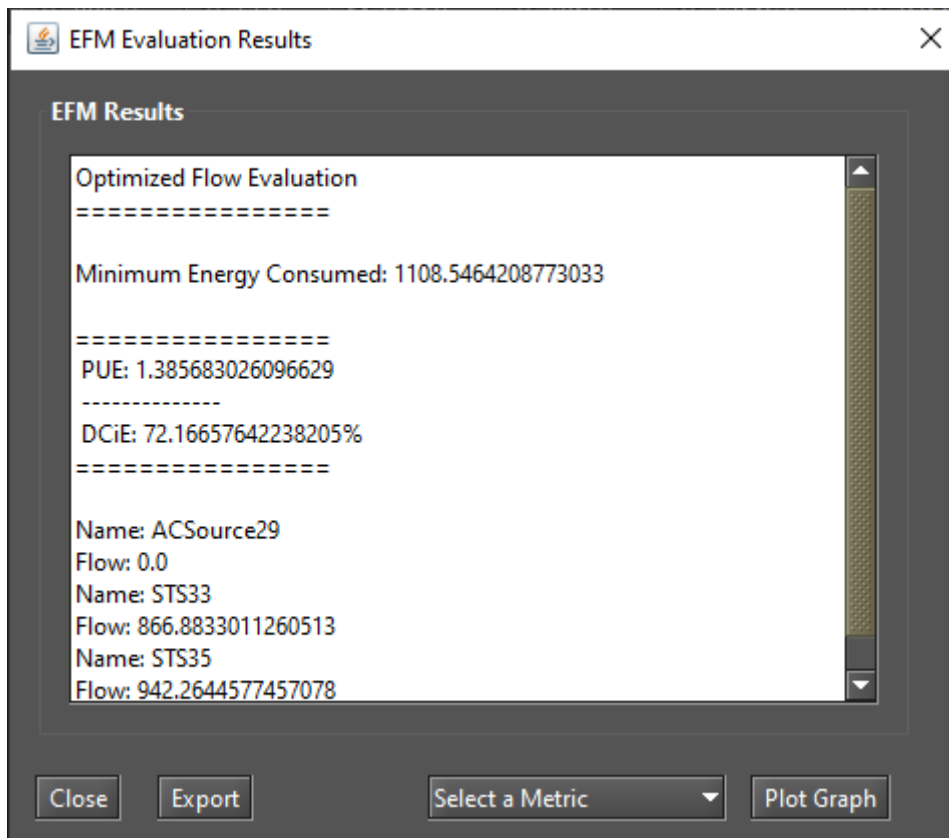 EFM Evaluation Results
EFM Results
Optimized Flow Evaluation
================
Minimum Energy Consumed: 1108.5464208773033
================
PUE: 1.385683026096629
--------------
DCiE: 72.16657642238205%
================
Name: ACSource29
Flow: 0.0
Name: STS33
Flow: 866.8833011260513
Name: STS35
Flow: 942.2644577457078
Close Export Select a Metric Plot Graph